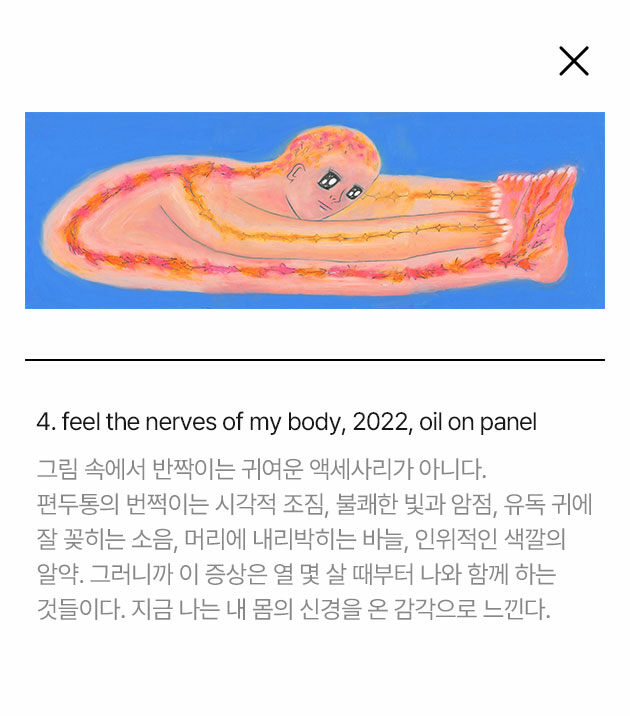 4. feel the nerves of my body, 2022, oil on panel
그림 속에서 반짝이는 귀여운 액세사리가 아니다.
편두통의 번쩍이는 시각적 조짐, 불쾌한 빛과 암점, 유독 귀에
잘 꽂히는 소음, 머리에 내리박히는 바늘, 인위적인 색깔의
알약. 그러니까 이 증상은 열 몇 살 때부터 나와 함께 하는
것들이다. 지금 나는 내 몸의 신경을 온 감각으로 느낀다.